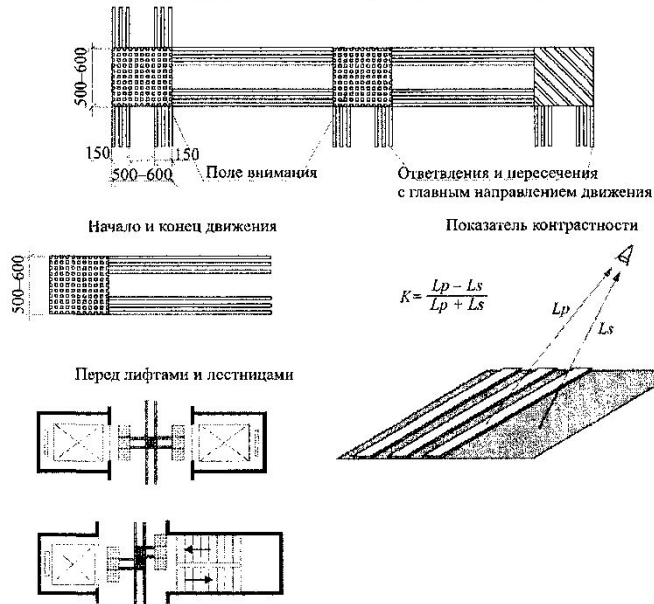 500–600
150
150
500–600
Поле внимания
Ответвления и пересечения
с главным направлением движения
Начало и конец движения
Показатель контрастности
500–600
K = (Lp – Ls) / (Lp + Ls)
Lp
Ls
Перед лифтами и лестницами